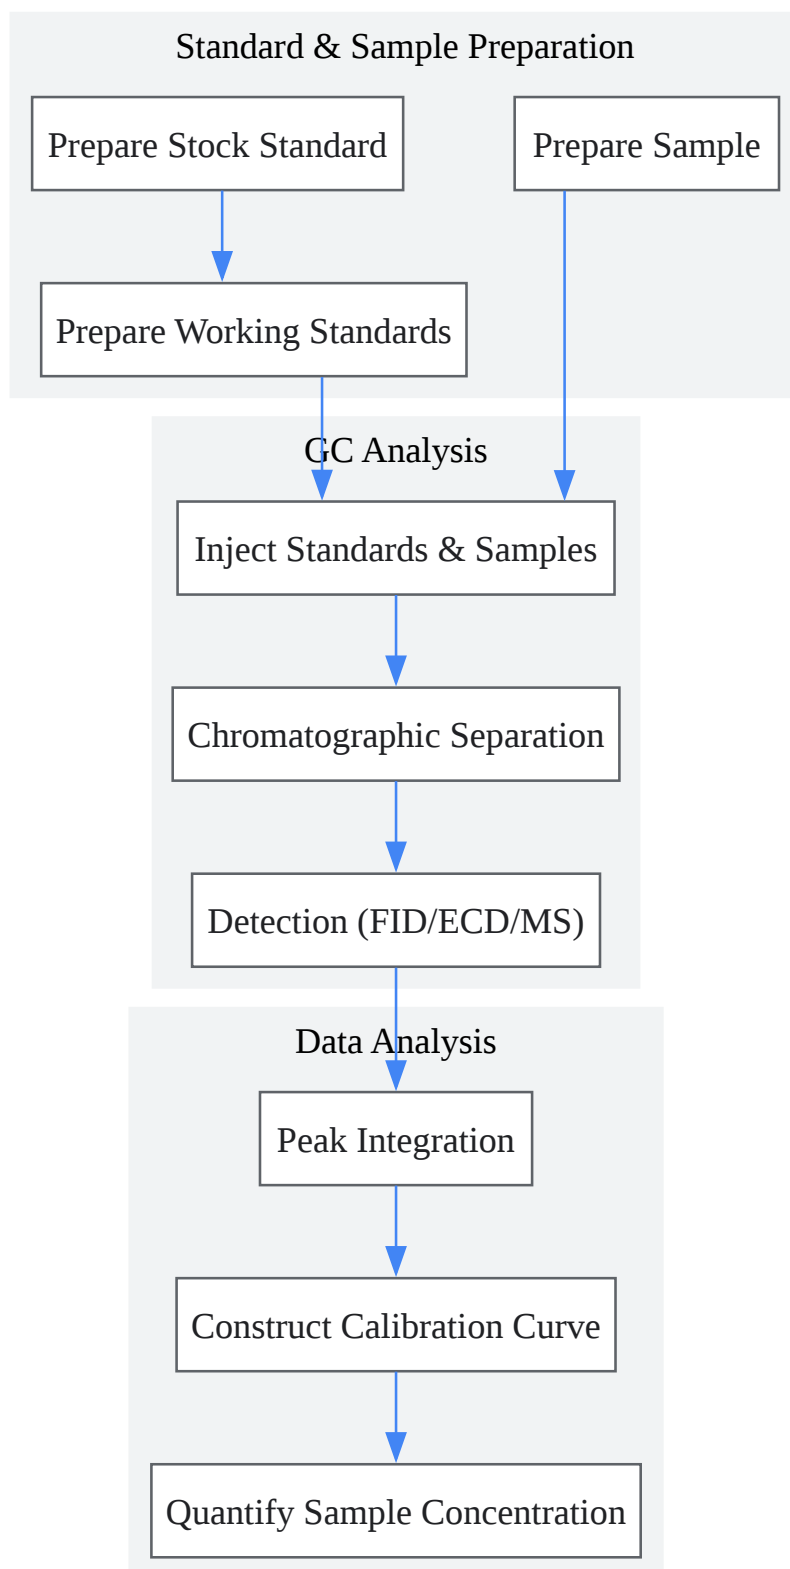 Standard & Sample Preparation
Prepare Stock Standard
Prepare Sample
Prepare Working Standards
GC Analysis
Inject Standards & Samples
Chromatographic Separation
Detection (FID/ECD/MS)
Data Analysis
Peak Integration
Construct Calibration Curve
Quantify Sample Concentration